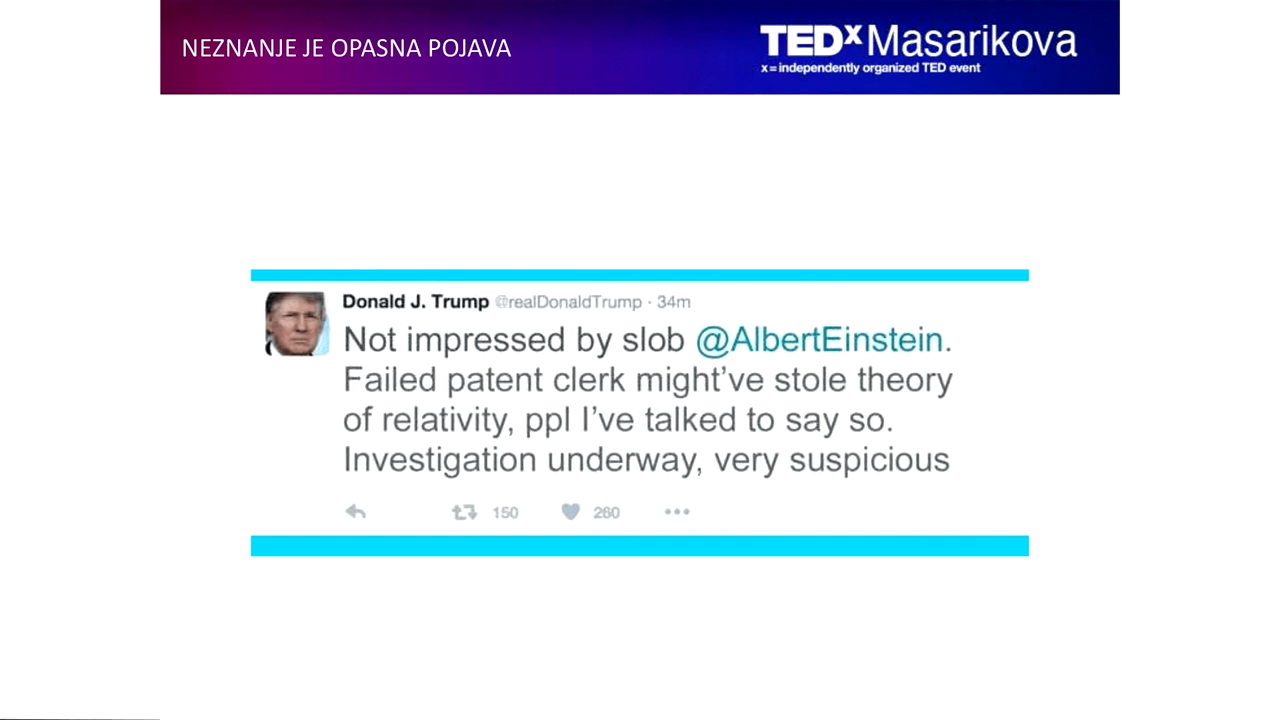 NEZNANJE JE OPASNA POJAVA
TEDx Masarikova
x = independently organized TED event
Donald J. Trump @realDonaldTrump · 34m
Not impressed by slob @AlbertEinstein.
Failed patent clerk might’ve stole theory
of relativity, ppl I’ve talked to say so.
Investigation underway, very suspicious
150 260